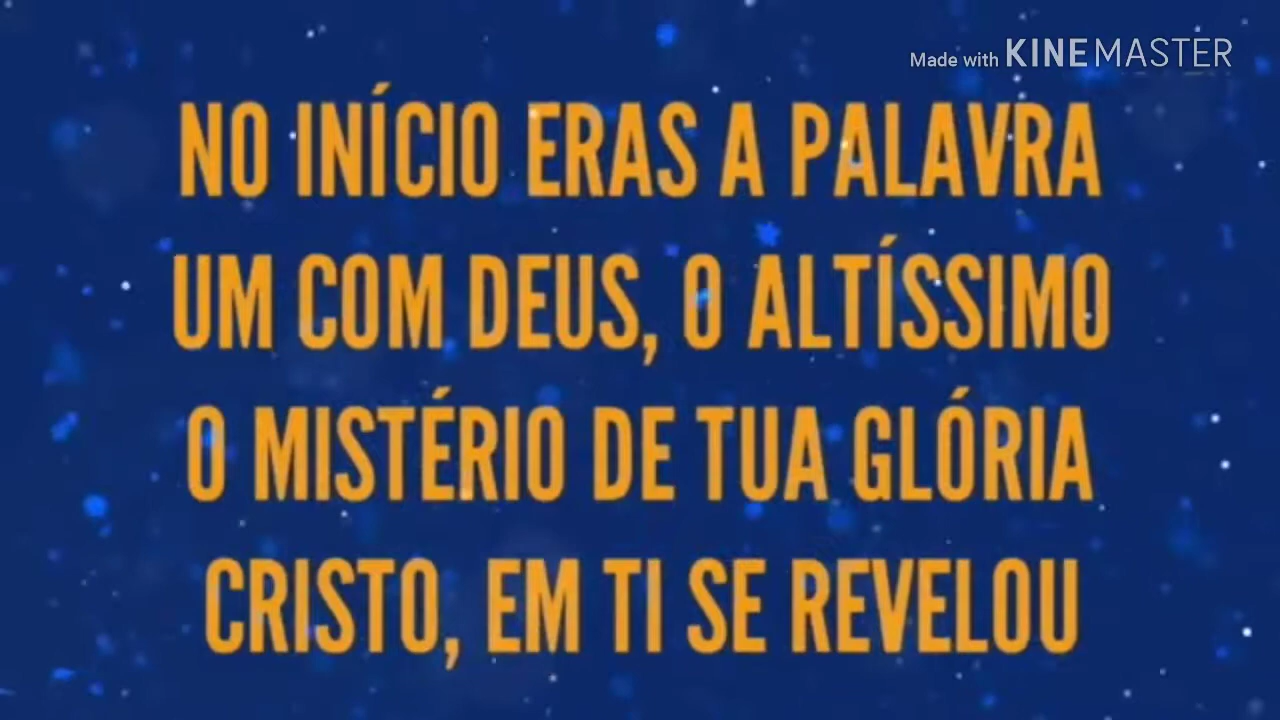 Made with KINEMASTER
NO INÍCIO ERAS A PALAVRA
UM COM DEUS, O ALTÍSSIMO
O MISTÉRIO DE TUA GLÓRIA
CRISTO, EM TI SE REVELOU